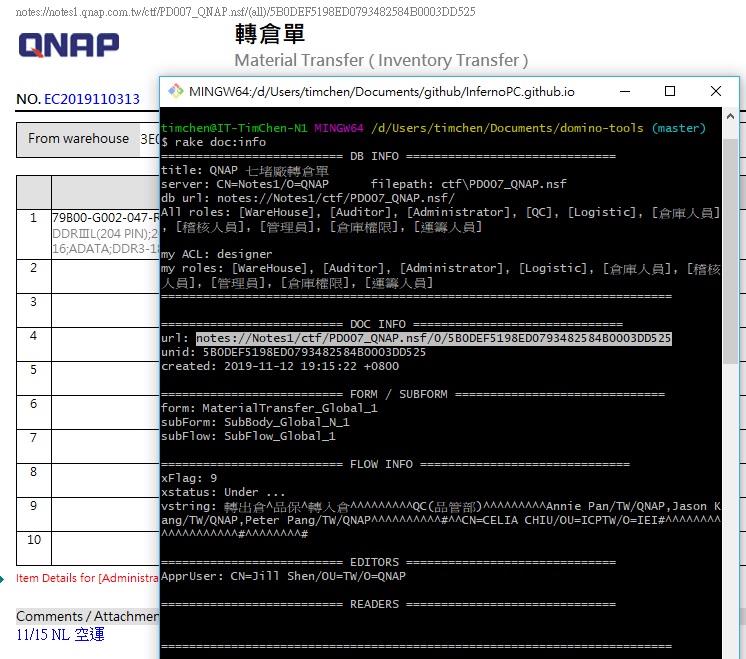 notes://notes1.qnap.com.tw/ctf/PD007_QNAP.nsf/(all)/5B0DEF5198ED0793482584B0003DD525
QNAP
轉倉單
Material Transfer ( Inventory Transfer )
NO. EC2019110313
From warehouse
1 79B00-G002-047-R
DDRIIIL(204 PIN);2
16;ADATA;DDR3-18
2
3
4
5
6
7
8
9
10
Item Details for [Administra
Comments / Attachmen
11/15 NL 空運
MINGW64:/d/Users/timchen/Documents/github/InfernoPC.github.io
timchen@IT-TimChen-N1 MINGW64 /d/Users/timchen/Documents/domino-tools (master)
$ rake doc:info
========================== DB INFO ==========================
title: QNAP 七堵廠轉倉單
server: CN=Notes1/O=QNAP filepath: ctf\PD007_QNAP.nsf
db url: notes://Notes1/ctf/PD007_QNAP.nsf/
All roles: [WareHouse], [Auditor], [Administrator], [QC], [Logistic], [倉庫人員]
, [稽核人員], [管理員], [倉庫權限], [運籌人員]
my ACL: designer
my roles: [WareHouse], [Auditor], [Administrator], [Logistic], [倉庫人員], [稽核
人員], [管理員], [倉庫權限], [運籌人員]
=========================================================================
========================== DOC INFO ==========================
url: notes://Notes1/ctf/PD007_QNAP.nsf/0/5B0DEF5198ED0793482584B0003DD525
unid: 5B0DEF5198ED0793482584B0003DD525
created: 2019-11-12 19:15:22 +0800
========================== FORM / SUBFORM ==============================
form: MaterialTransfer_Global_1
subForm: SubBody_Global_N_1
subFlow: SubFlow_Global_1
========================== FLOW INFO ==============================
xFlag: 9
xstatus: Under ...
vstring: 轉出倉^品保^轉入倉^^^^^^^^^QC(品管部)^^^^^^^^^Annie Pan/TW/QNAP,Jason K
ang/TW/QNAP,Peter Pang/TW/QNAP^^^^^^^^^^#^^CN=CELIA CHIU/OU=ICPTW/O=IEI#^^^^^^^^
^^^^^^^^^^^#^^^^^^^^#
========================== EDITORS ==============================
ApprUser: CN=Jill Shen/OU=TW/O=QNAP
========================== READERS ==============================
=========================================================================